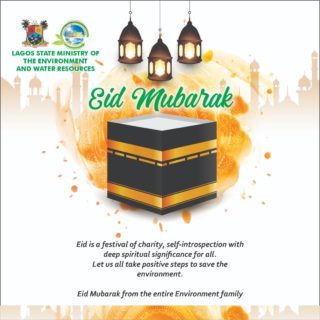 LAGOS STATE MINISTRY OF
THE ENVIRONMENT
AND WATER RESOURCES
Eid Mubarak
Eid is a festival of charity, self-introspection with
deep spiritual significance for all.
Let us all take positive steps to save the
environment.
Eid Mubarak from the entire Environment family